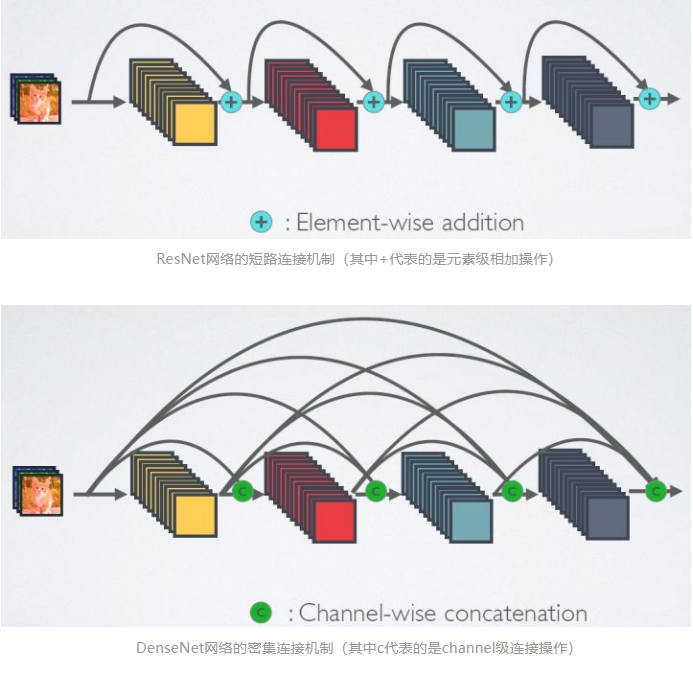 + : Element-wise addition
ResNet网络的短路连接机制（其中+代表的是元素级相加操作）
C C C C
C : Channel-wise concatenation
DenseNet网络的密集连接机制（其中c代表的是channel级连接操作）